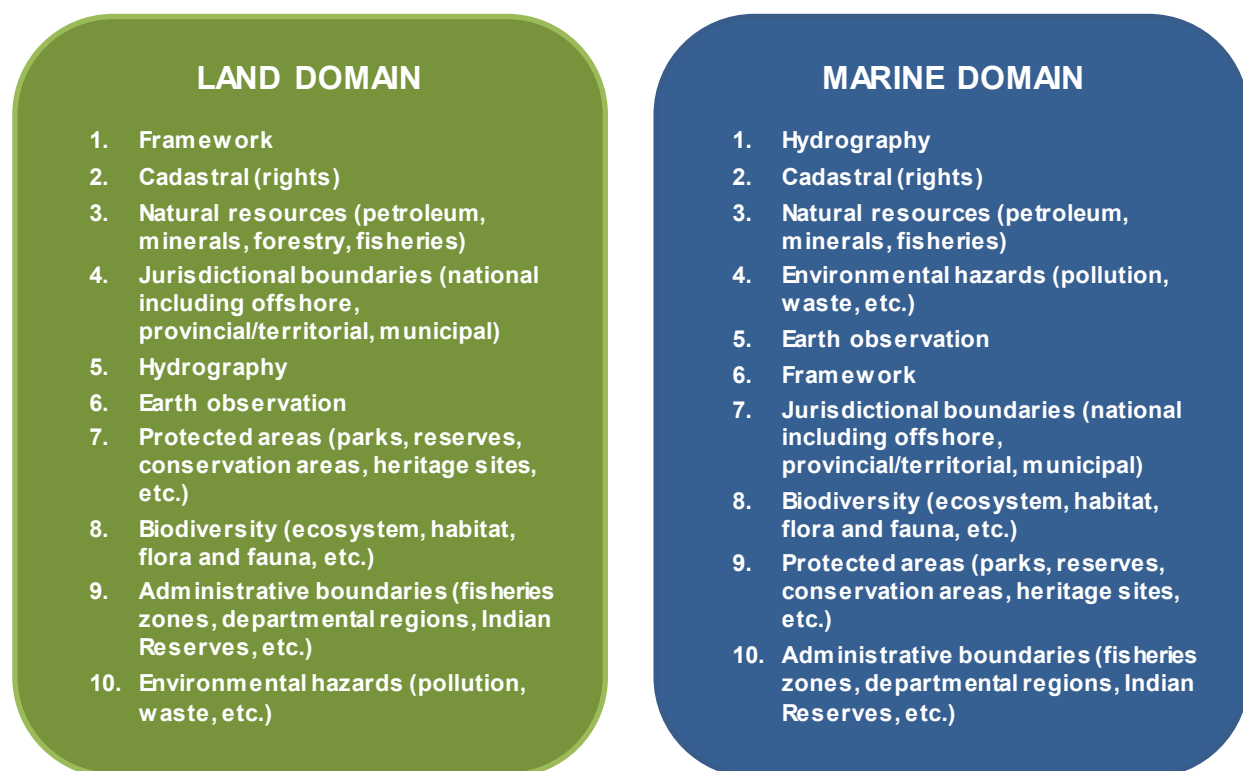 LAND DOMAIN
1. Framework
2. Cadastral (rights)
3. Natural resources (petroleum,
minerals, forestry, fisheries)
4. Jurisdictional boundaries (national
including offshore,
provincial/territorial, municipal)
5. Hydrography
6. Earth observation
7. Protected areas (parks, reserves,
conservation areas, heritage sites,
etc.)
8. Biodiversity (ecosystem, habitat,
flora and fauna, etc.)
9. Administrative boundaries (fisheries
zones, departmental regions, Indian
Reserves, etc.)
10. Environmental hazards (pollution,
waste, etc.)
MARINE DOMAIN
1. Hydrography
2. Cadastral (rights)
3. Natural resources (petroleum,
minerals, fisheries)
4. Environmental hazards (pollution,
waste, etc.)
5. Earth observation
6. Framework
7. Jurisdictional boundaries (national
including offshore,
provincial/territorial, municipal)
8. Biodiversity (ecosystem, habitat,
flora and fauna, etc.)
9. Protected areas (parks, reserves,
conservation areas, heritage sites,
etc.)
10. Administrative boundaries (fisheries
zones, departmental regions, Indian
Reserves, etc.)